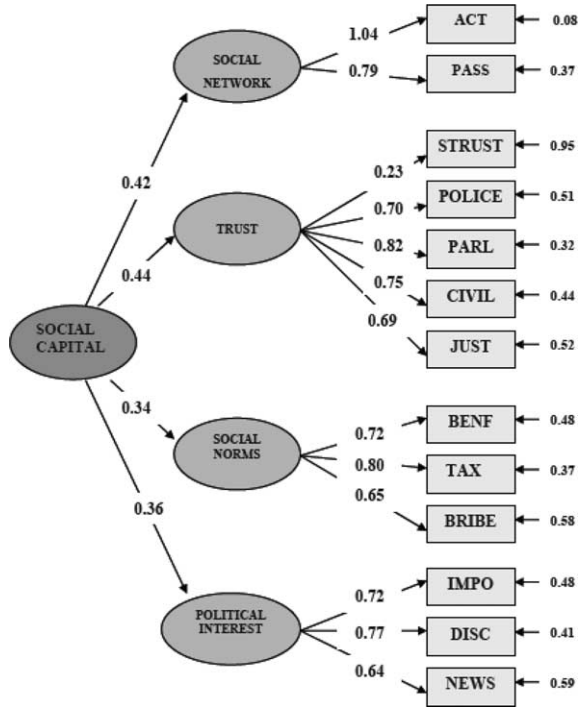 SOCIAL
NETWORK
1.04
0.79
ACT
0.08
PASS
0.37
0.42
TRUST
0.23
0.70
0.82
0.75
0.69
STRUST
0.95
POLICE
0.51
PARL
0.32
CIVIL
0.44
JUST
0.52
0.44
SOCIAL
CAPITAL
0.34
SOCIAL
NORMS
0.72
0.80
0.65
BENF
0.48
TAX
0.37
BRIBE
0.58
0.36
POLITICAL
INTEREST
0.72
0.77
0.64
IMPO
0.48
DISC
0.41
NEWS
0.59